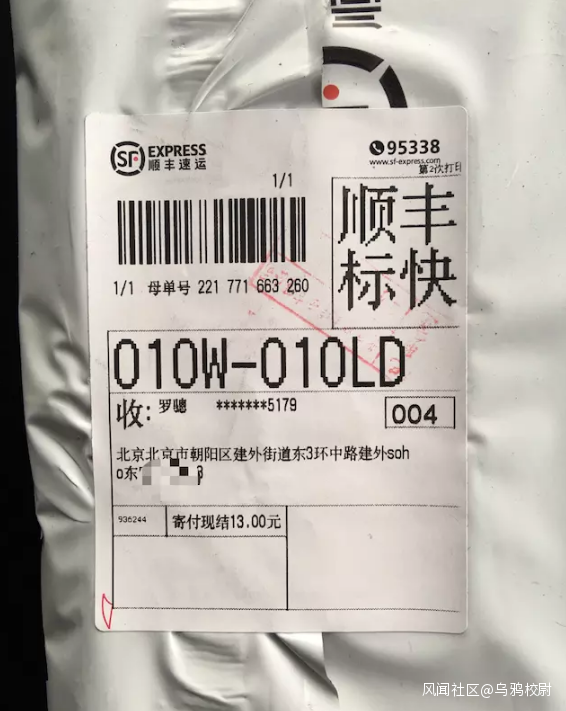 SF EXPRESS
顺丰速运
95338
www.sf-express.com
第2次打印
1/1
顺丰
标快
1/1 母单号 221 771 663 260
010W-010LD
收: 罗骢 *******5179
004
北京北京市朝阳区建外街道东3环中路建外soh
o东
936244
寄付现结13.00元
风闻社区@乌鸦校尉